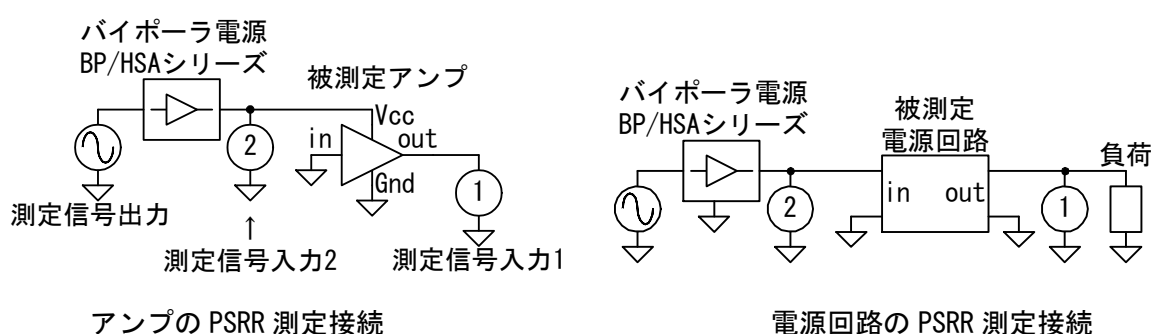 バイポーラ電源
BP/HSAシリーズ
被測定アンプ
Vcc
in
out
2
Gnd
1
測定信号出力
↑
測定信号入力2
測定信号入力1
アンプの PSRR 測定接続
バイポーラ電源
BP/HSAシリーズ
被測定
電源回路
負荷
in
out
2
1
電源回路の PSRR 測定接続